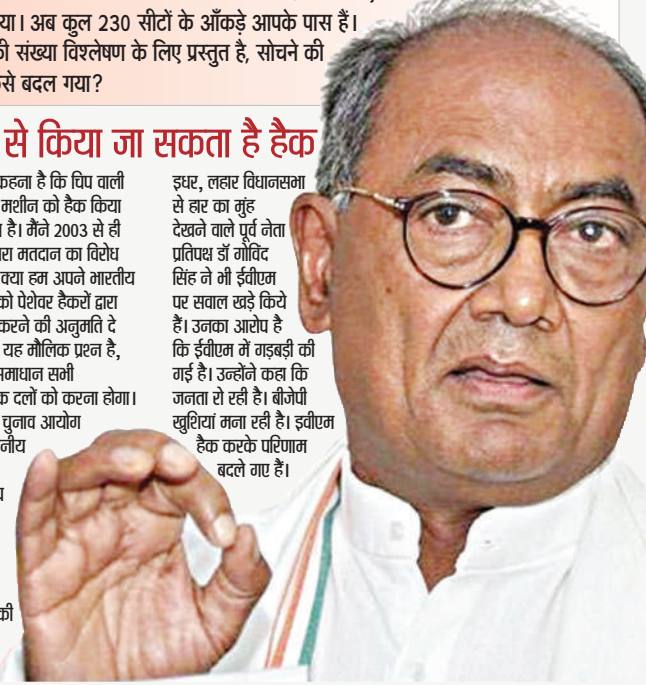 या। अब कुल 230 सीटों के आँकड़े आपके पास हैं।
की संख्या विश्लेषण के लिए प्रस्तुत है, सोचने की
से बदल गया?
से किया जा सकता है हैक
कहना है कि चिप वाली
मशीन को हैक किया
है। मैंने 2003 से ही
रा मतदान का विरोध
क्या हम अपने भारतीय
को पेशेवर हैकरों द्वारा
करने की अनुमति दे
यह मौलिक प्रश्न है,
समाधान सभी
क दलों को करना होगा।
चुनाव आयोग
नीय
की
इधर, लहार विधानसभा
से हार का मुंह
देखने वाले पूर्व नेता
प्रतिपक्ष डॉ गोविंद
सिंह ने भी ईवीएम
पर सवाल खड़े किये
हैं। उनका आरोप है
कि ईवीएम में गड़बड़ी की
गई है। उन्होंने कहा कि
जनता रो रही है। बीजेपी
खुशियां मना रही है। इवीएम
हैक करके परिणाम
बदले गए हैं।